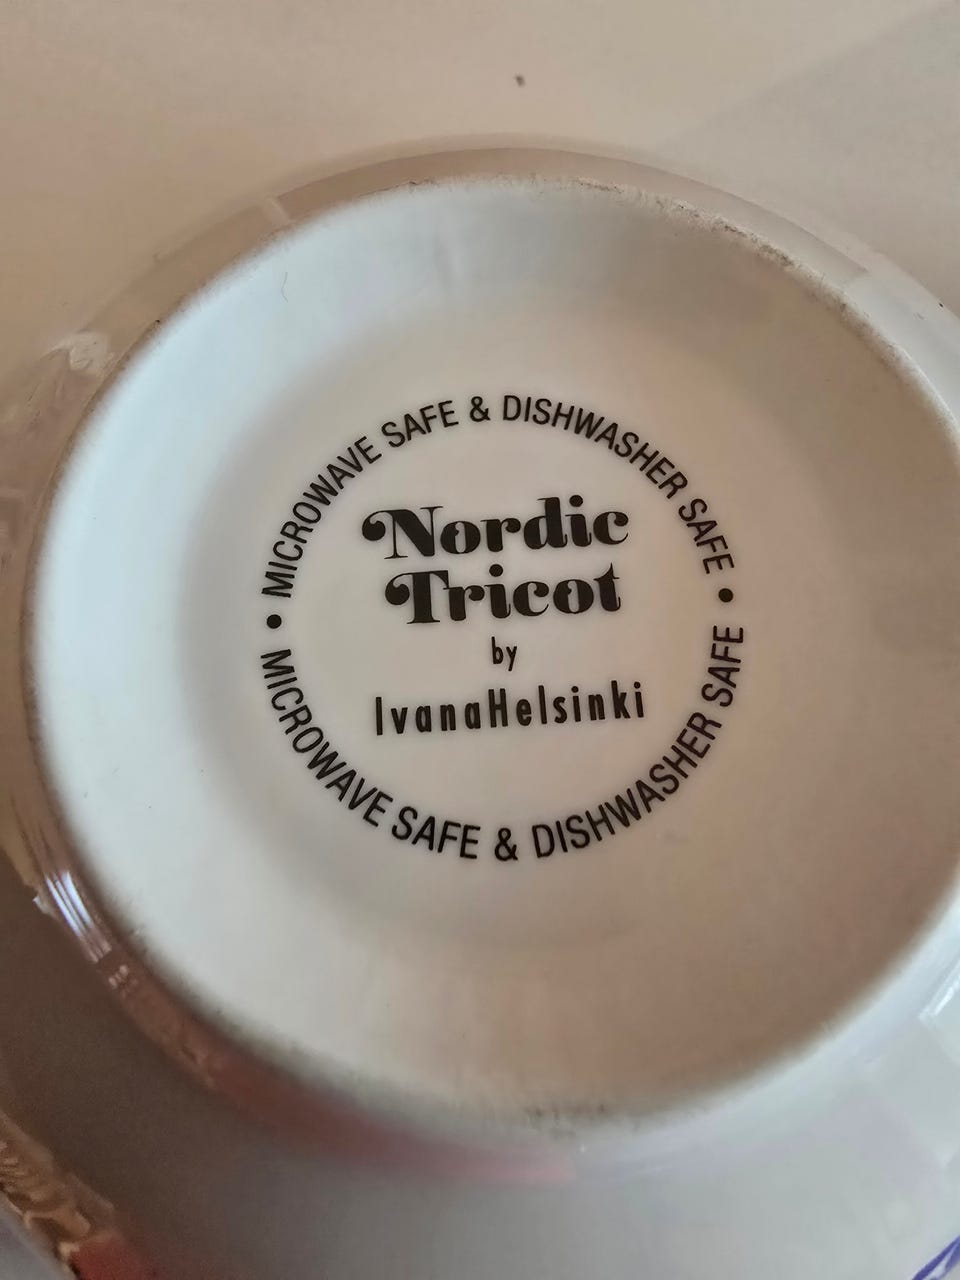 • MICROWAVE SAFE & DISHWASHER SAFE •
Nordic
Tricot
by
IvanaHelsinki
MICROWAVE SAFE & DISHWASHER SAFE